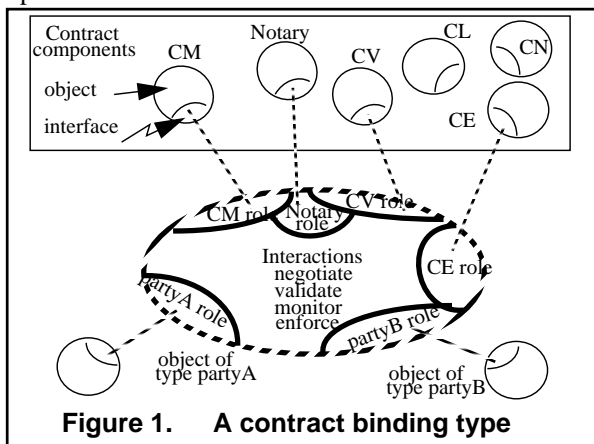 Contract
components
object
interface
CM
Notary
CV
CL
CN
CE
CM role
Notary
role
CV role
CE role
Interactions
negotiate
validate
monitor
enforce
partyA role
partyB role
object of
type partyA
object of
type partyB
Figure 1. A contract binding type